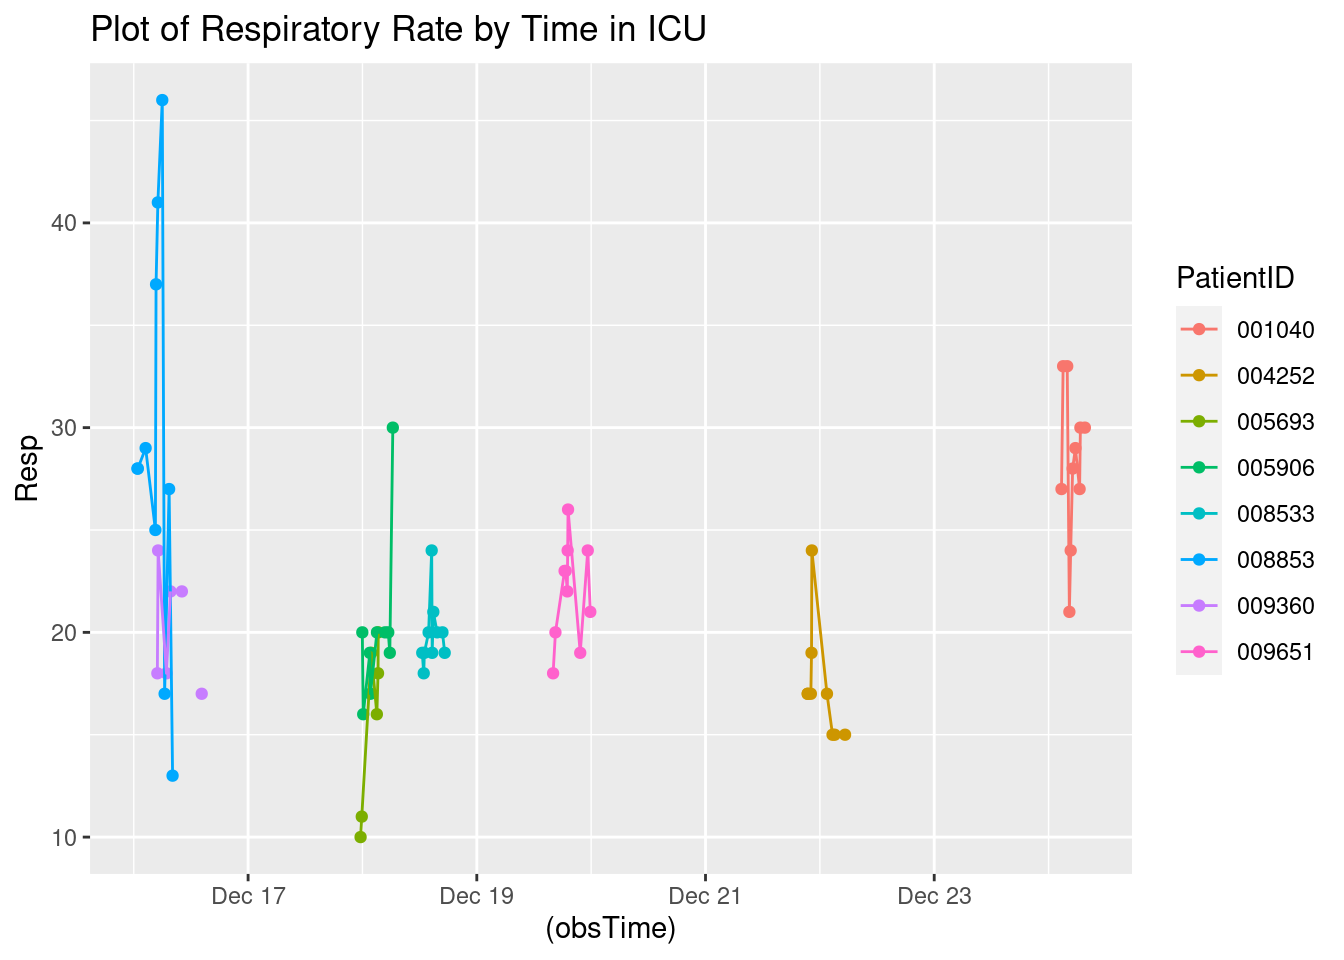 Plot of Respiratory Rate by Time in ICU
Resp
40
30
20
10
Dec 17
Dec 19
Dec 21
Dec 23
(obsTime)
PatientID
001040
004252
005693
005906
008533
008853
009360
009651